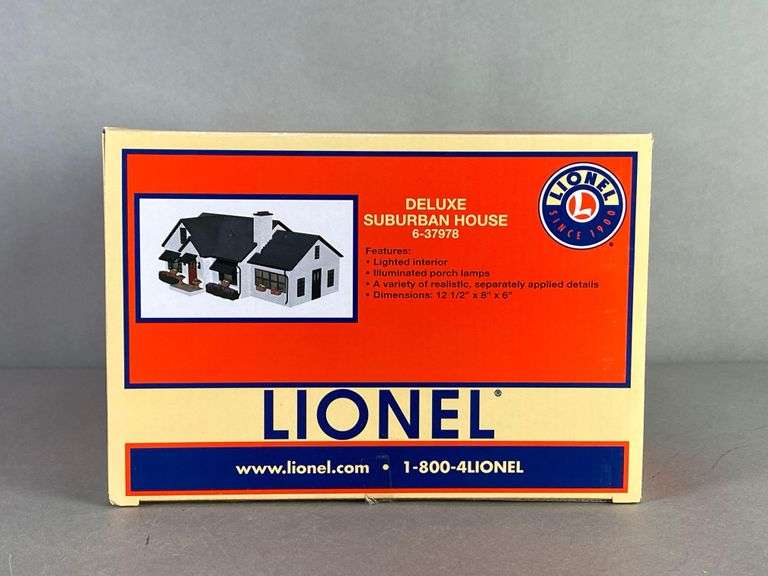 DELUXE
SUBURBAN HOUSE
6-37978
Features:
• Lighted interior
• Illuminated porch lamps
• A variety of realistic, separately applied details
• Dimensions: 12 1/2" x 8" x 6"
LIONEL
L
SINCE 1900
®
LIONEL®
www.lionel.com • 1-800-4LIONEL